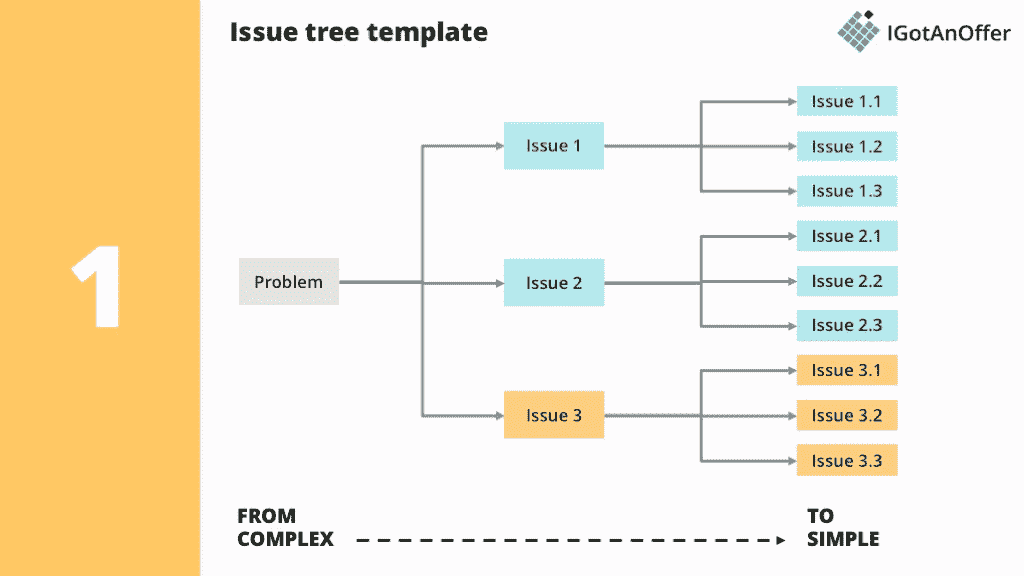 Issue tree template
IGotAnOffer
1
Problem
Issue 1
Issue 2
Issue 3
Issue 1.1
Issue 1.2
Issue 1.3
Issue 2.1
Issue 2.2
Issue 2.3
Issue 3.1
Issue 3.2
Issue 3.3
FROM
COMPLEX
TO
SIMPLE